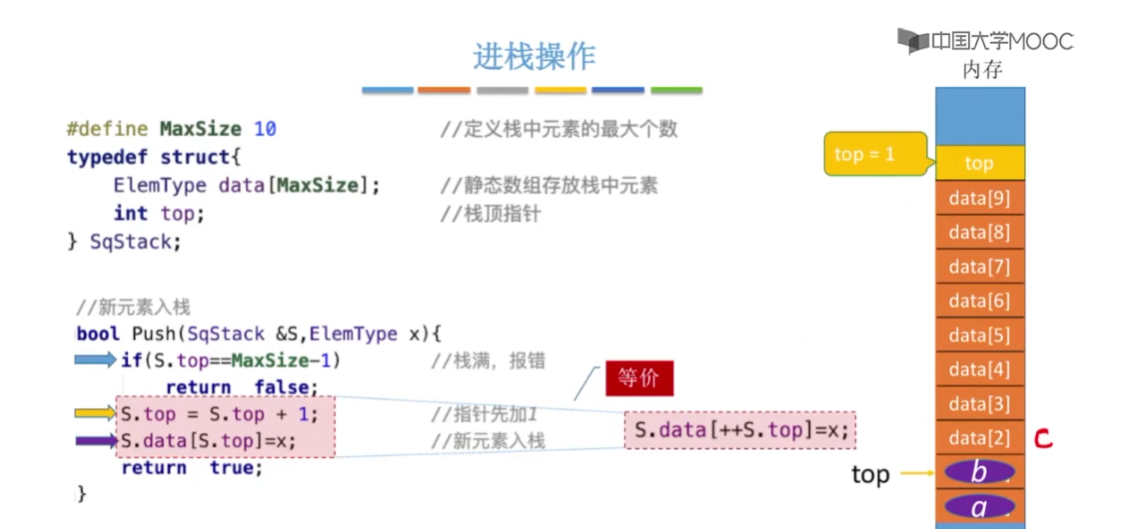 中国大学MOOC
进栈操作
内存
#define MaxSize 10 //定义栈中元素的最大个数
typedef struct{
ElemType data[MaxSize]; //静态数组存放栈中元素
int top; //栈顶指针
} SqStack;
//新元素入栈
bool Push(SqStack &S,ElemType x){
if(S.top==MaxSize-1) //栈满，报错
return false;
S.top = S.top + 1; //指针先加1
S.data[S.top]=x; //新元素入栈
return true;
}
等价
S.data[++S.top]=x;
top = 1
top
data[9]
data[8]
data[7]
data[6]
data[5]
data[4]
data[3]
data[2] c
top b
a